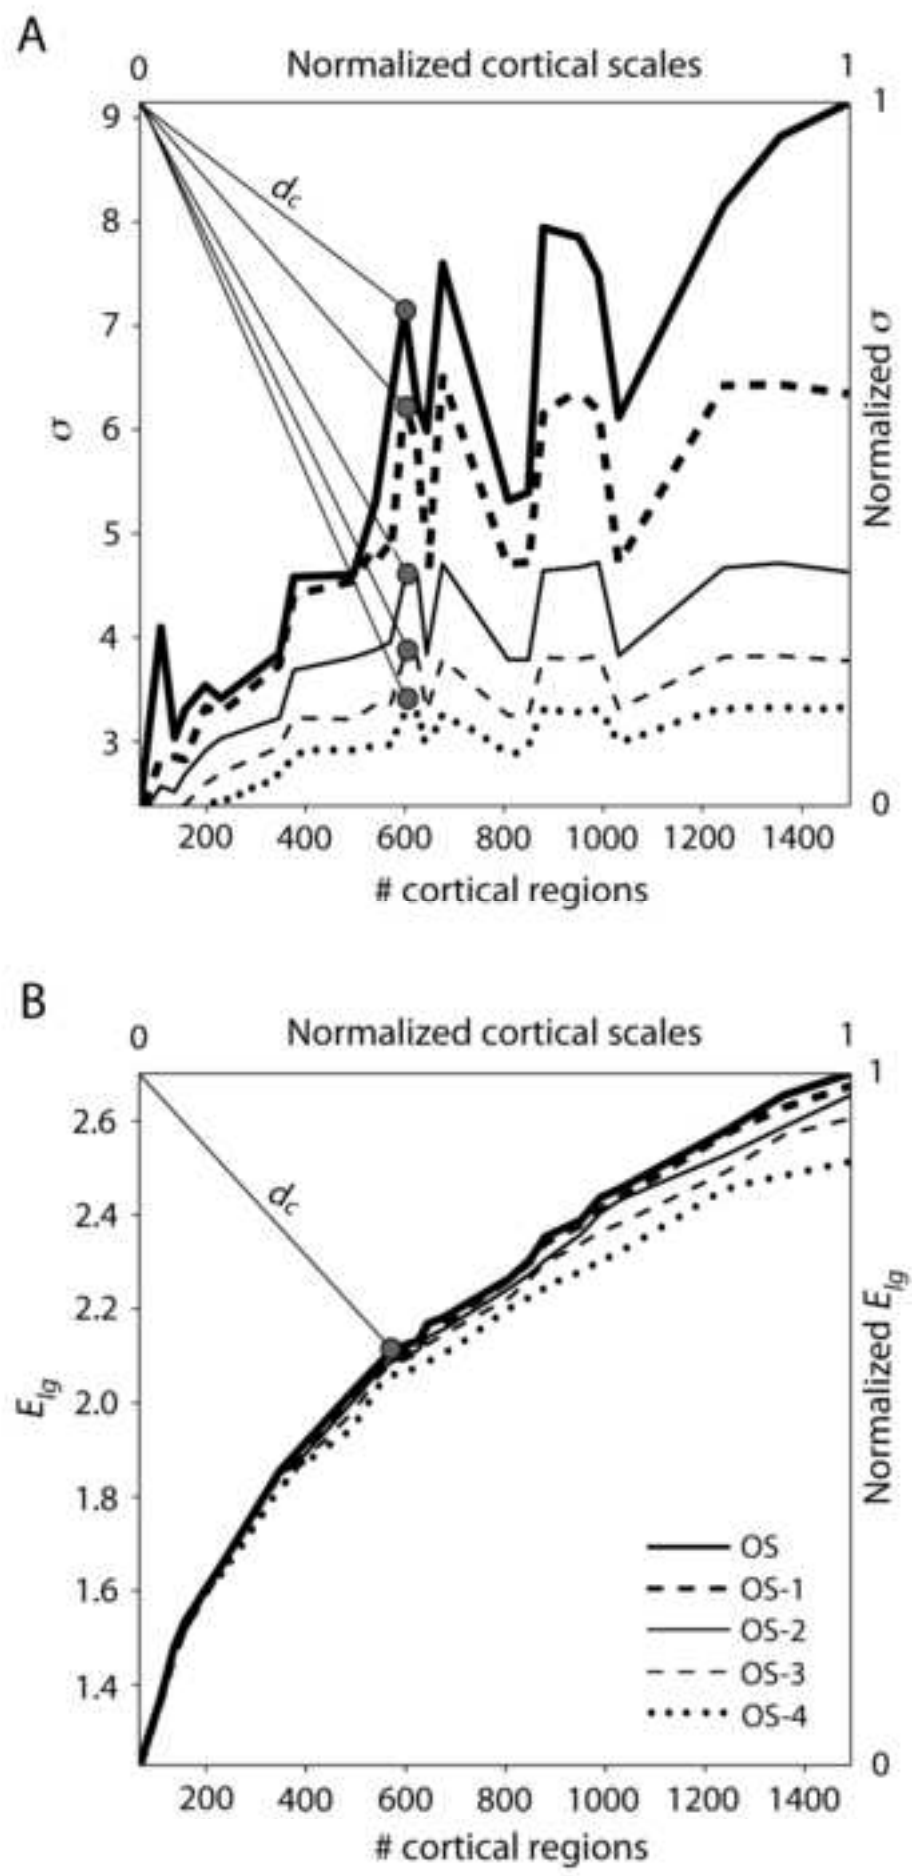 A
0 Normalized cortical scales 1
9 1
d_c
8
7
6
5
4
3
σ
Normalized σ
0
200 400 600 800 1000 1200 1400
# cortical regions
B
0 Normalized cortical scales 1
1
2.6
d_c
2.4
2.2
2.0
1.8
1.6
1.4
E_lg
Normalized E_lg
OS
OS-1
OS-2
OS-3
OS-4
0
200 400 600 800 1000 1200 1400
# cortical regions